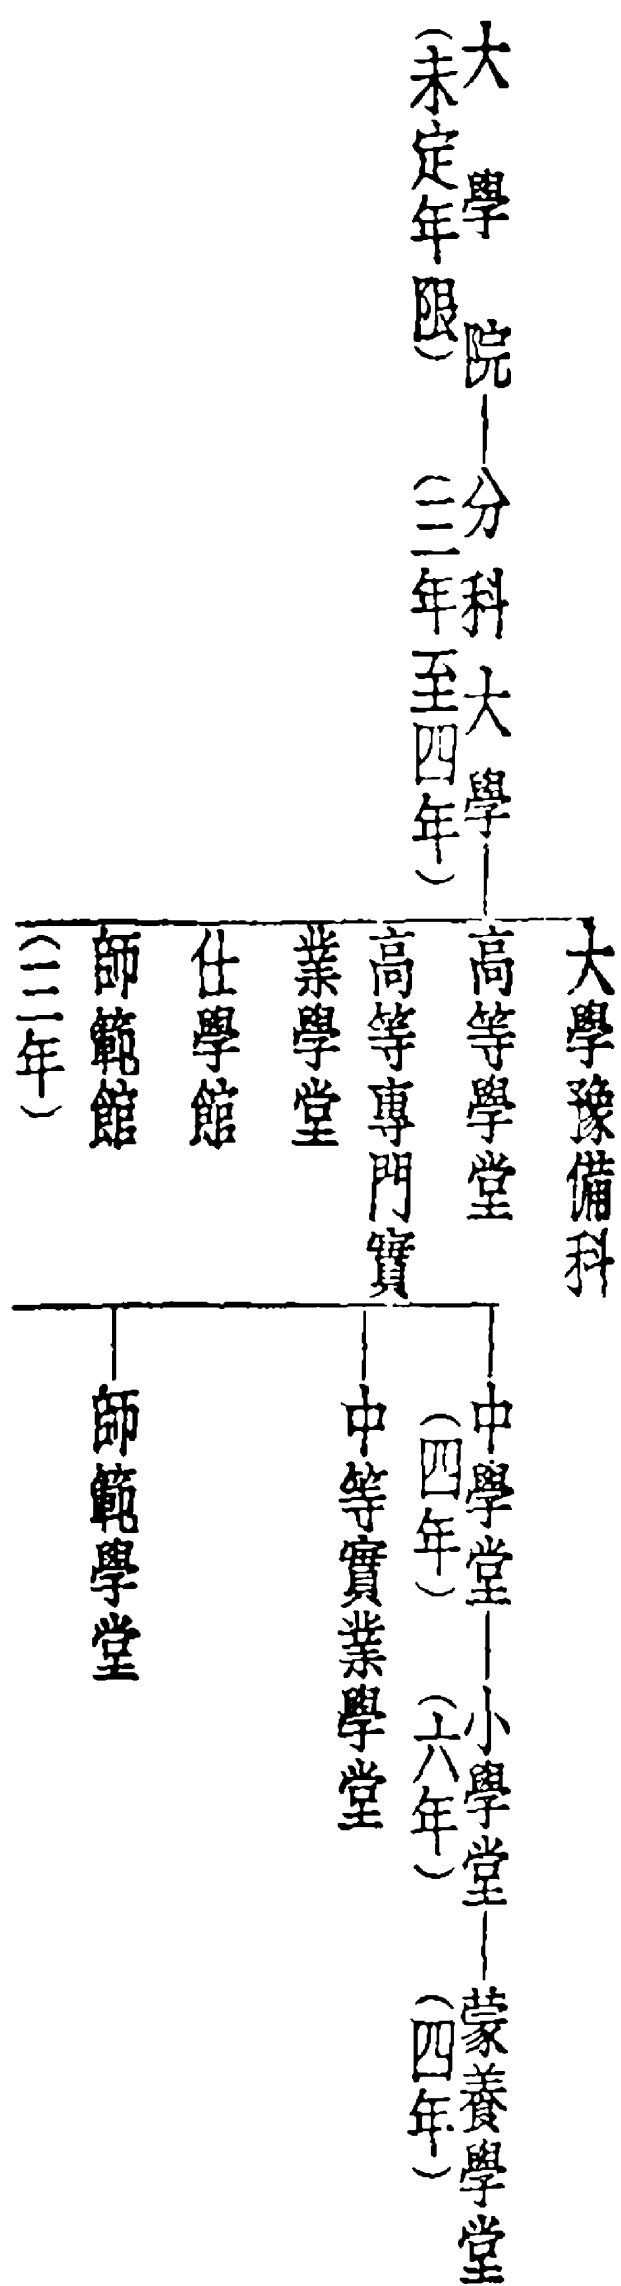 大學院
(未定年限)
分科大學
(三年至四年)
大學豫備科
高等學堂
高等專門實
業學堂
仕學館
師範館
(三年)
中學堂
(四年)
小學堂
(六年)
蒙養學堂
(四年)
中等實業學堂
師範學堂